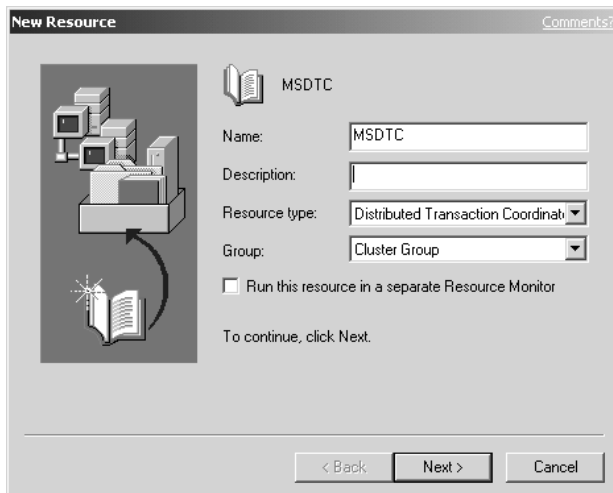 New Resource
Comments?
MSDTC
Name:
MSDTC
Description:
Resource type:
Distributed Transaction Coordinat
Group:
Cluster Group
Run this resource in a separate Resource Monitor
To continue, click Next.
< Back
Next >
Cancel